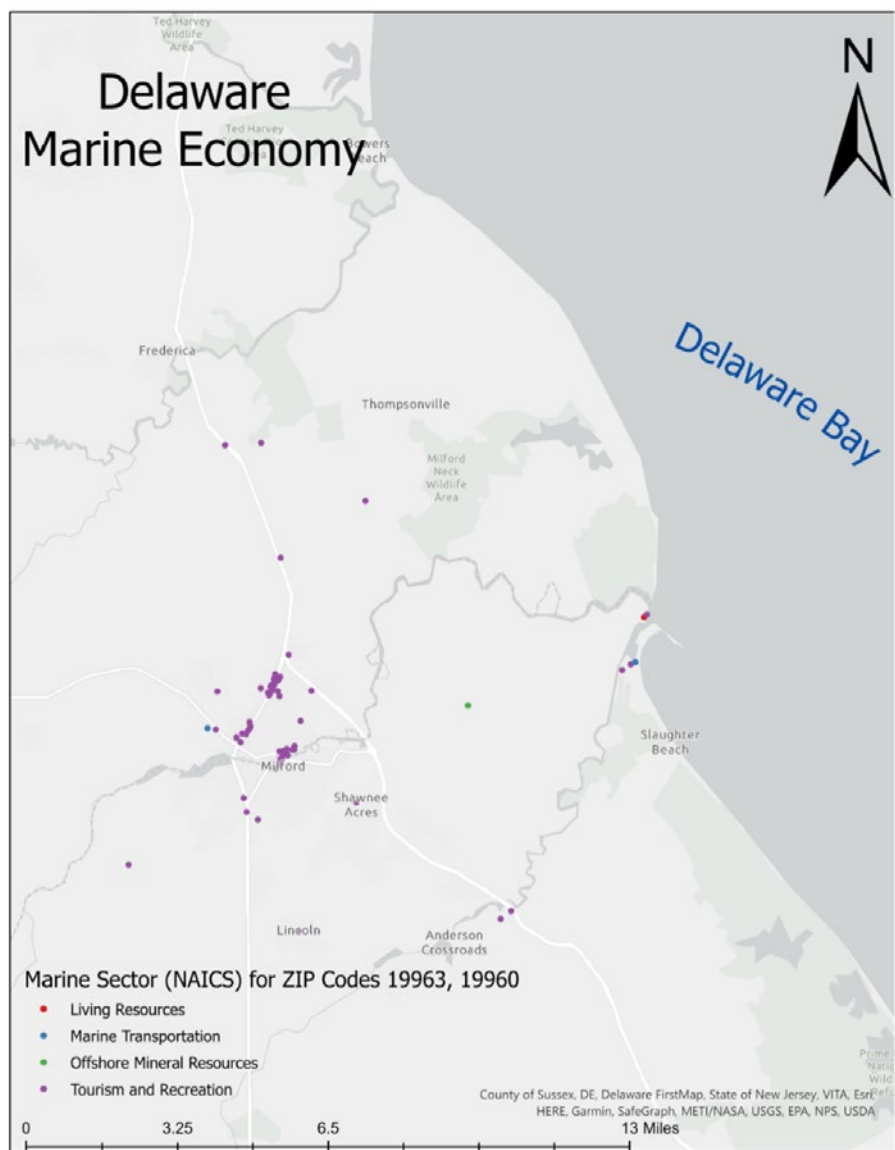 Ted Harvey
Wildlife
Area
Delaware
Marine Economy
N
Ted Harvey
Bowers
Beach
Delaware Bay
Frederica
Thompsonville
Milford
Neck
Wildlife
Area
Slaughter
Beach
Milford
Shawnee
Acres
Lincoln
Anderson
Crossroads
Marine Sector (NAICS) for ZIP Codes 19963, 19960
Living Resources
Marine Transportation
Offshore Mineral Resources
Tourism and Recreation
Prime
County of Sussex, DE, Delaware FirstMap, State of New Jersey, VITA, Esri,
HERE, Garmin, SafeGraph, METI/NASA, USGS, EPA, NPS, USDA
0 3.25 6.5 13 Miles